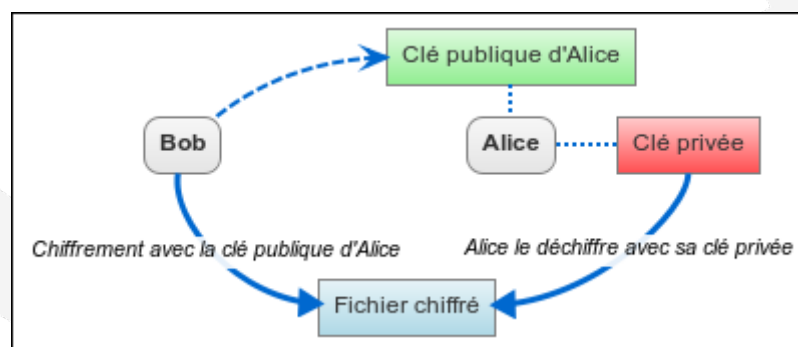 Clé publique d'Alice
Bob
Alice
Clé privée
Chiffrement avec la clé publique d'Alice
Alice le déchiffre avec sa clé privée
Fichier chiffré